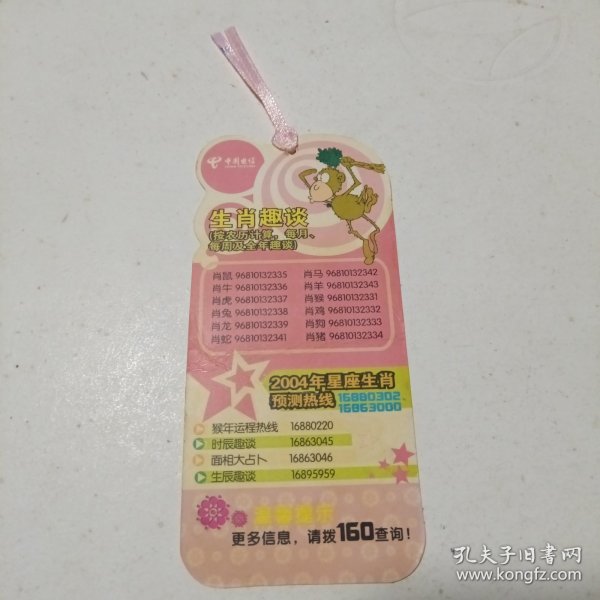 中国电信
生肖趣谈
(按农历计算，每月、
每周及全年趣谈)
肖鼠 96810132335 肖马 96810132342
肖牛 96810132336 肖羊 96810132343
肖虎 96810132337 肖猴 96810132331
肖兔 96810132338 肖鸡 96810132332
肖龙 96810132339 肖狗 96810132333
肖蛇 96810132341 肖猪 96810132334
2004年星座生肖
预测热线 16880302、
16863000
猴年运程热线 16880220
时辰趣谈 16863045
面相大占卜 16863046
生辰趣谈 16895959
温馨提示
更多信息，请拨160查询！
孔夫子旧书网
www.kongfz.com